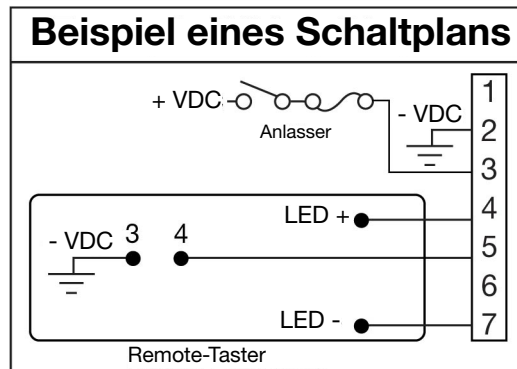 Beispiel eines Schaltplans
+ VDC
Anlasser
- VDC
1
2
3
4
5
6
7
LED +
- VDC 3 4
LED -
Remote-Taster